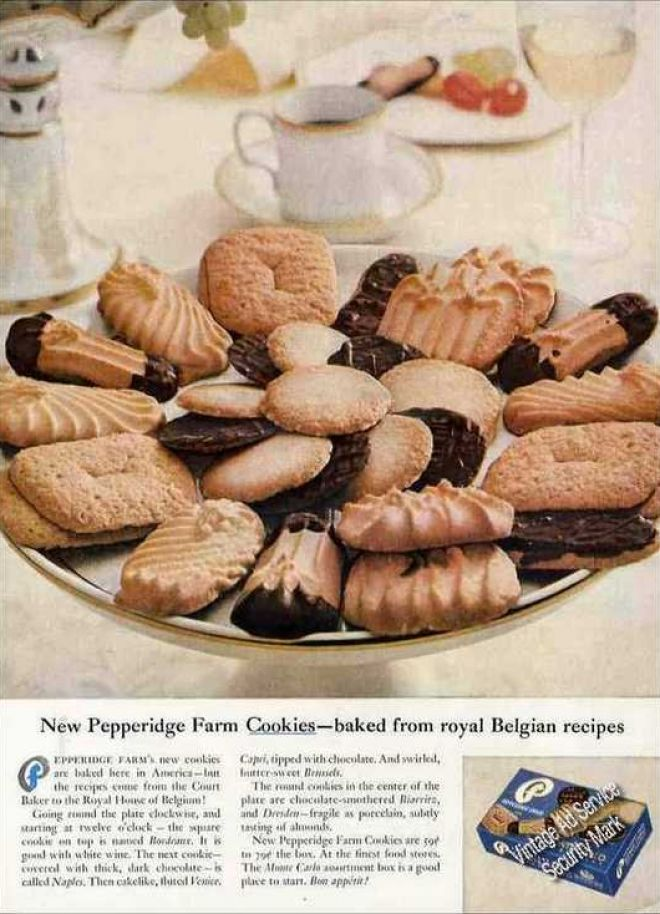 New Pepperidge Farm Cookies—baked from royal Belgian recipes
PEPPERIDGE FARM'S new cookies
are baked here in America—but
the recipes come from the Court
Baker to the Royal House of Belgium!
Going round the plate clockwise, and
starting at twelve o'clock — the square
cookie on top is named Bordeaux. It is
good with white wine. The next cookie—
covered with thick, dark chocolate—is
called Naples. Then cakelike, fluted Venice.
Capri, tipped with chocolate. And swirled,
butter-sweet Brussels.
The round cookies in the center of the
plate are chocolate-smothered Biarritz,
and Dresden—fragile as porcelain, subtly
tasting of almonds.
New Pepperidge Farm Cookies are 59¢
to 79¢ the box. At the finest food stores.
The Monte Carlo assortment box is a good
place to start. Bon appétit!
Vintage Ad Service
Security Mark